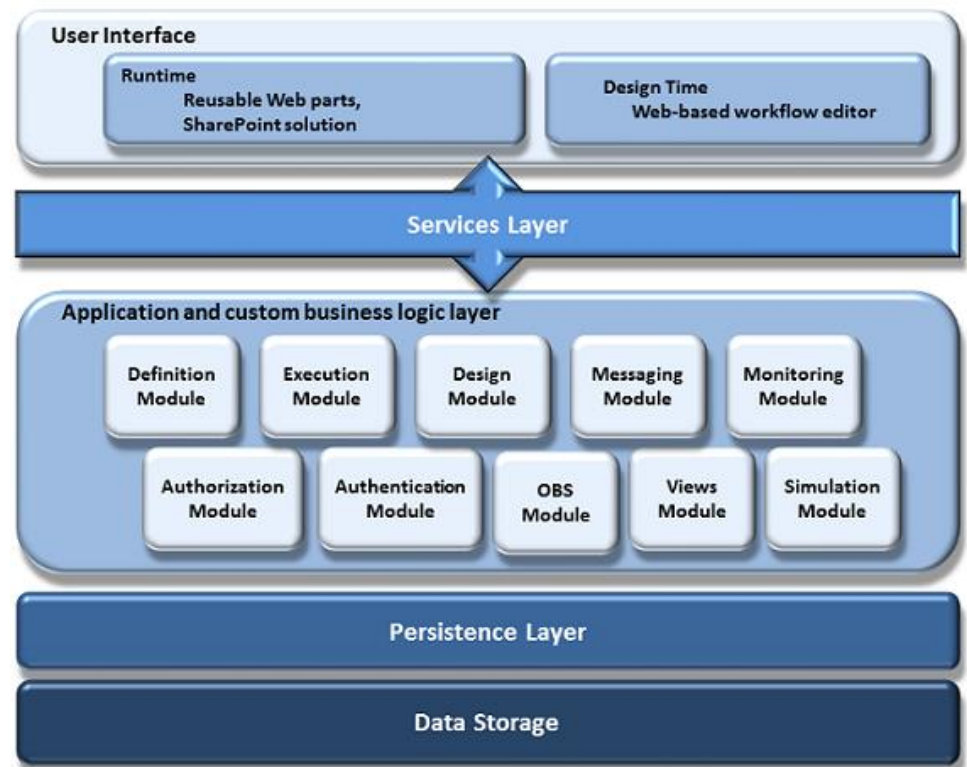 User Interface
Runtime
Reusable Web parts,
SharePoint solution
Design Time
Web-based workflow editor
Services Layer
Application and custom business logic layer
Definition
Module
Execution
Module
Design
Module
Messaging
Module
Monitoring
Module
Authorization
Module
Authentication
Module
OBS
Module
Views
Module
Simulation
Module
Persistence Layer
Data Storage